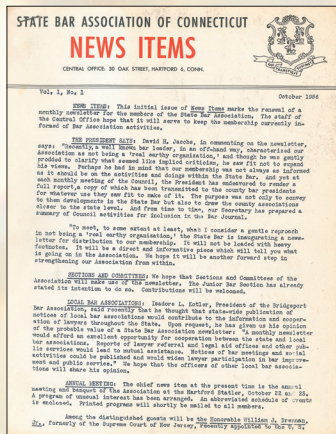 STATE BAR ASSOCIATION OF CONNECTICUT
NEWS ITEMS
CENTRAL OFFICE: 30 OAK STREET, HARTFORD 6, CONN.
Vol. 1, No. 1 October 1956
NEWS ITEMS: This initial issue of News Items marks the renewal of a
monthly newsletter for the members of the State Bar Association. The staff of
the Central Office hope that it will serve to keep the membership currently in-
formed of Bar Association activities.
THE PRESIDENT SAYS: David H. Jacobs, in commenting on the newsletter,
says: "Recently, a well known bar leader, in an off-hand way, characterized our
Association as not being a 'real earthy organisation,' and though he was gently
prodded to clarify what seemed like implied criticism, he saw fit not to expand
his views. Perhaps he had in mind that our membership was not always as informed
as it should be on the activities and doings within the State Bar. And yet at
each monthly meeting of the Council, the President has endeavored to render a
full report, a copy of which has been transmitted to the county bar presidents
for whatever use they saw fit to make of it. The purpose was not only to convey
to them developments in the State Bar but also to draw the county associations
closer to the state level. And from time to time, our Secretary has prepared a
summary of Council activities for inclusion in the Bar Journal.
"To meet, to some extent at least, what I consider a gentle reproach
in not being a 'real earthy organisation,' the State Bar is inaugurating a news-
letter for distribution to our membership. It will not be loaded with heavy
footnotes. It will be a direct and informative piece which will tell you what
is going on in the Association. We hope it will be another forward step in
strengthening our Association from within.
SECTIONS AND COMMITTEES: We hope that Sections and Committees of the
Association will make use of the newsletter. The Junior Bar Section has already
stated its intention to do so. Contributions will be welcomed.
LOCAL BAR ASSOCIATIONS: Isadore L. Kotler, President of the Bridgeport
Bar Association, said recently that he thought that state-wide publication of
notices of local bar associations would contribute to the information and cooper-
ation of lawyers throughout the State. Upon request, he has given us his opinion
of the probable value of a State Bar Association newsletter: "A monthly newsletter
would afford an excellent opportunity for cooperation between the state and local
bar associations. Reports of lawyer referral and legal aid offices and other pub-
lic services would lead to mutual assistance. Notices of bar meetings and social
activities could be published and would widen lawyer participation in bar improve-
ment and public service." We hope that the officers of other local bar associa-
tions will share his opinion.
ANNUAL MEETING: The chief news item at the present time is the annual
meeting and banquet of the Association at the Hartford Statler, October 22 and 23.
A program of unusual interest has been arranged. An abbreviated schedule of events
is enclosed. Printed programs will shortly be mailed to all members.
Among the distinguished guests will be the Honorable William J. Brennan,
Jr., formerly of the Supreme Court of New Jersey, recently appointed to the U. S.